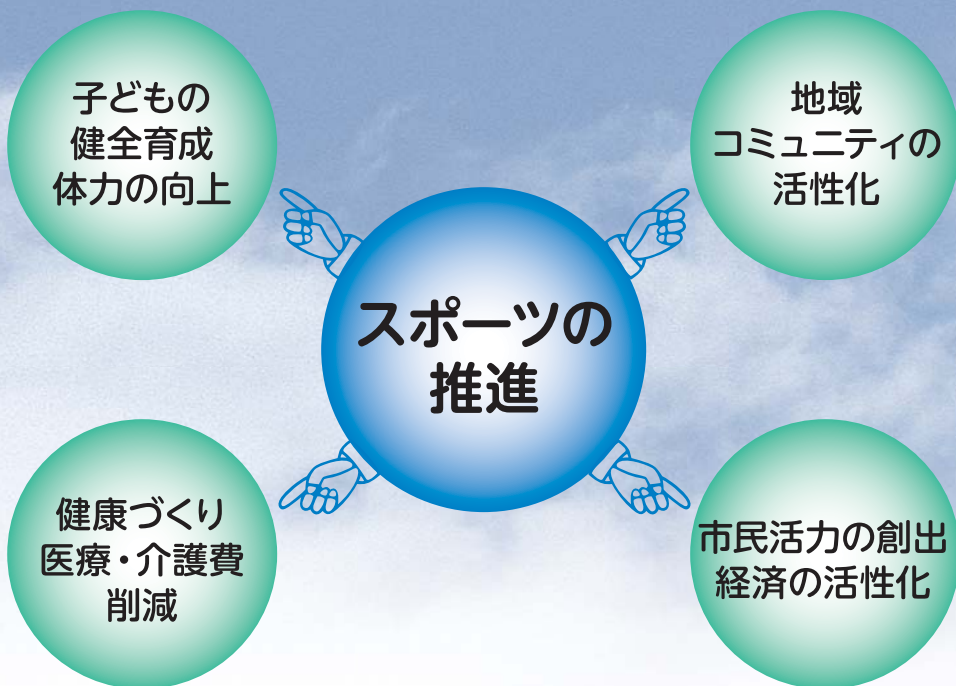 子どもの
健全育成
体力の向上
地域
コミュニティの
活性化
スポーツの
推進
健康づくり
医療・介護費
削減
市民活力の創出
経済の活性化